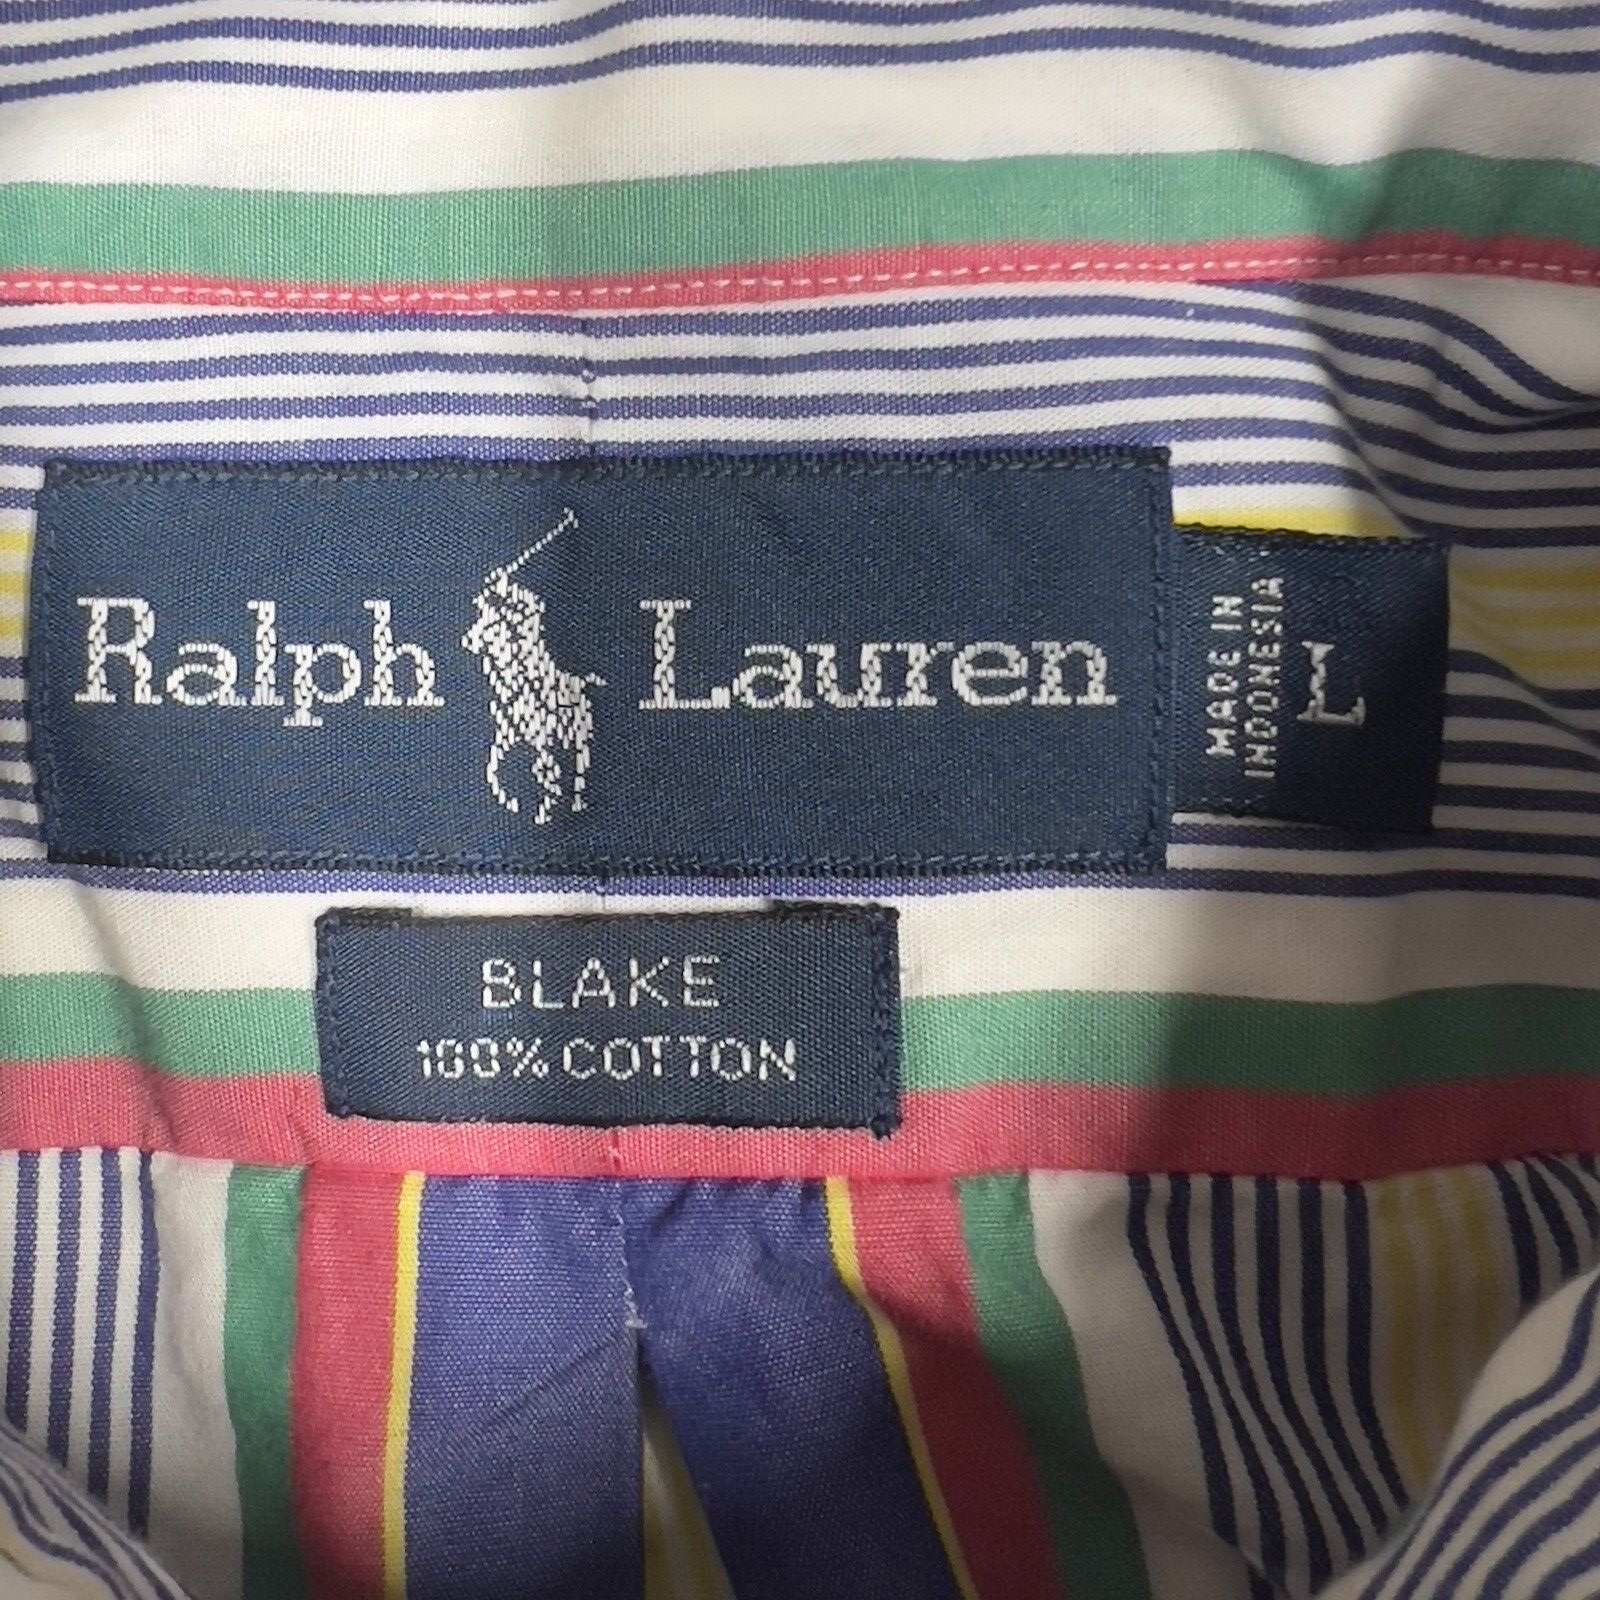 Ralph Lauren
MADE IN
INDONESIA
L
BLAKE
100% COTTON